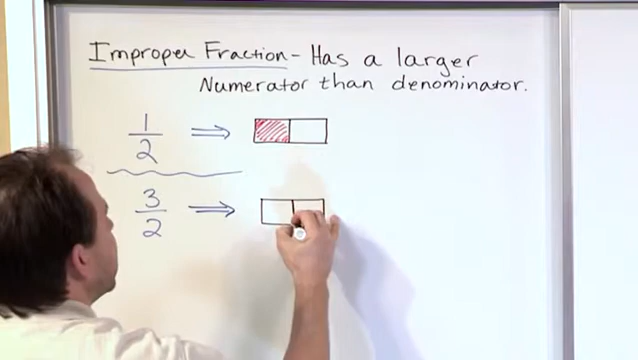 Improper Fraction - Has a larger
Numerator than denominator.
1/2 ⇒
3/2 ⇒